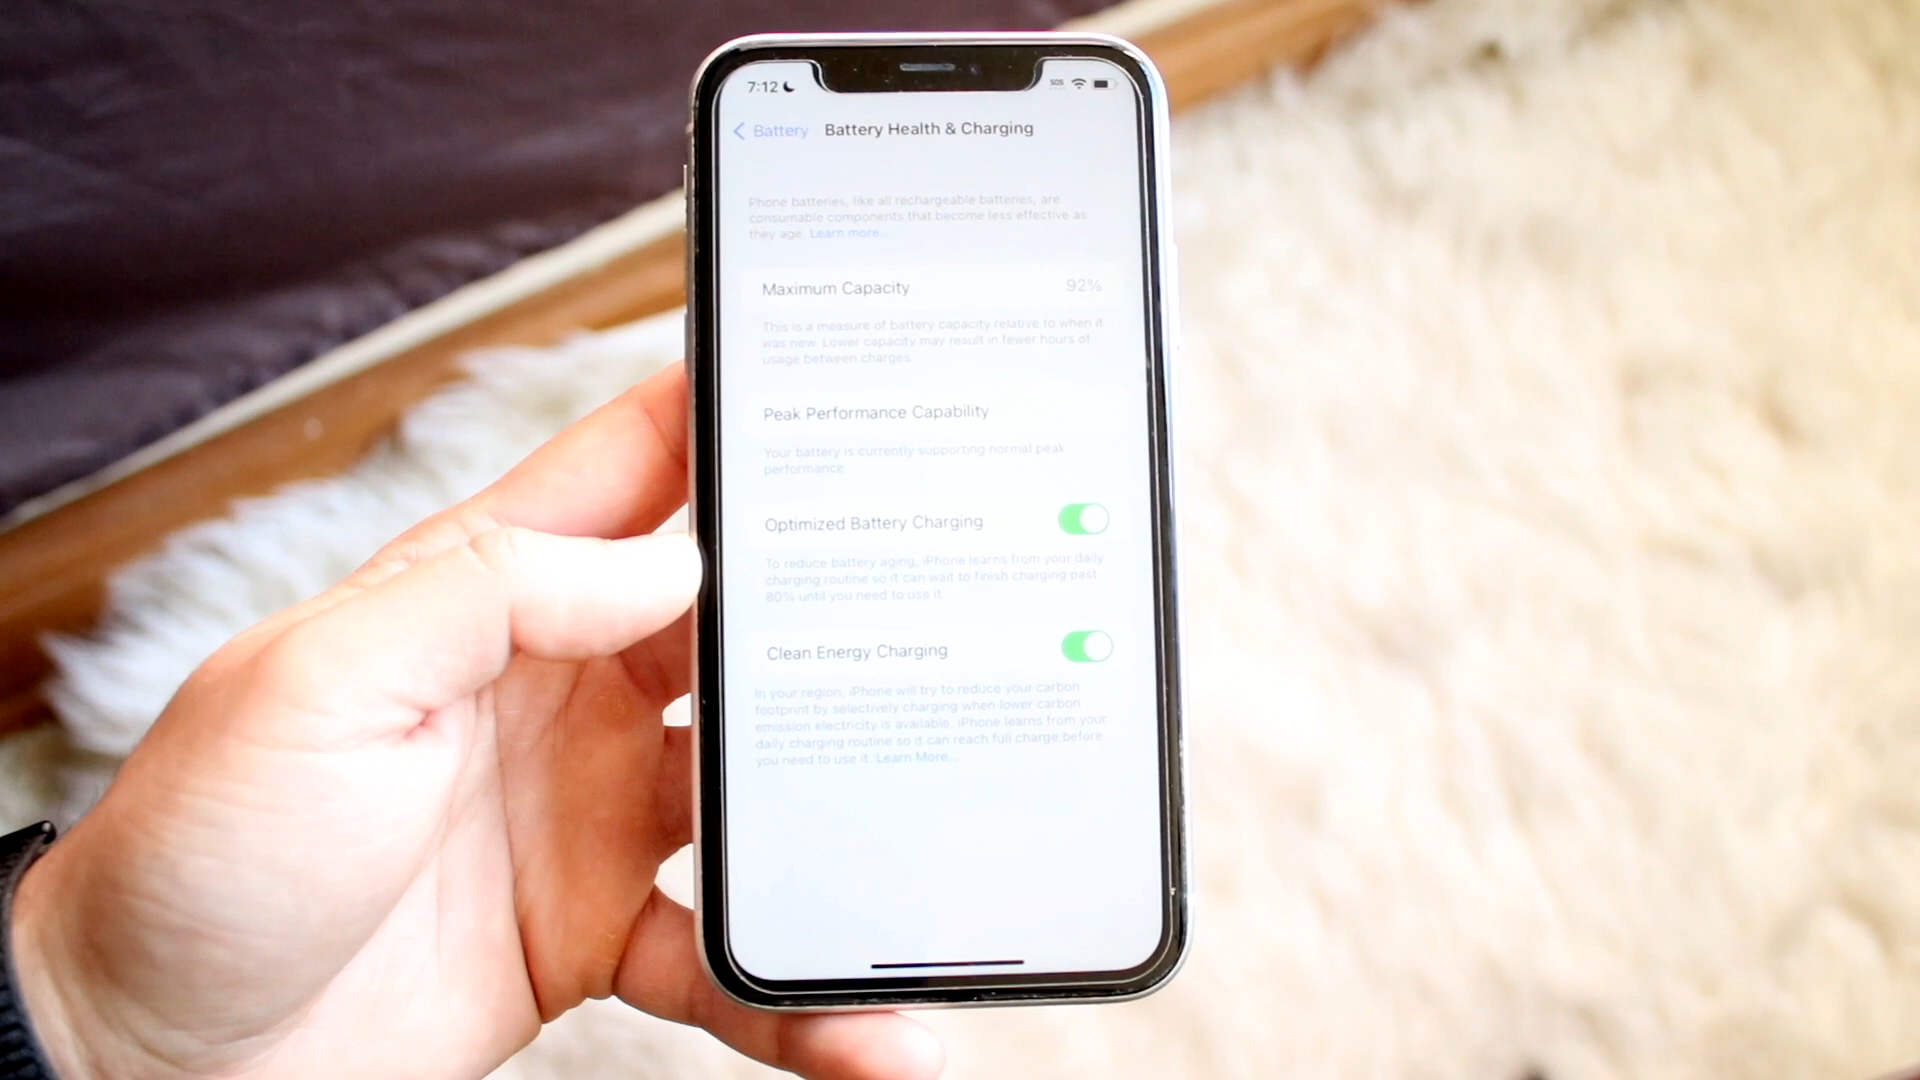 7:12
SOS
Battery
Battery Health & Charging
Phone batteries, like all rechargeable batteries, are
consumable components that become less effective as
they age. Learn more...
Maximum Capacity
92%
This is a measure of battery capacity relative to when it
was new. Lower capacity may result in fewer hours of
usage between charges.
Peak Performance Capability
Your battery is currently supporting normal peak
performance.
Optimized Battery Charging
To reduce battery aging, iPhone learns from your daily
charging routine so it can wait to finish charging past
80% until you need to use it.
Clean Energy Charging
In your region, iPhone will try to reduce your carbon
footprint by selectively charging when lower carbon
emission electricity is available. iPhone learns from your
daily charging routine so it can reach full charge before
you need to use it. Learn More...